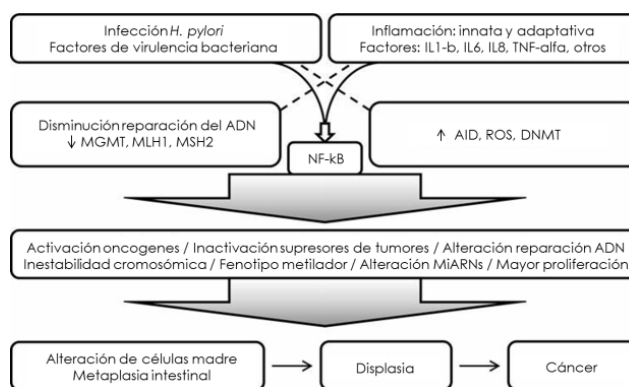 Infección H. pylori
Factores de virulencia bacteriana
Inflamación: innata y adaptativa
Factores: IL1-b, IL6, IL8, TNF-alfa, otros
Disminución reparación del ADN
↓ MGMT, MLH1, MSH2
↑ AID, ROS, DNMT
NF-kB
Activación oncogenes / Inactivación supresores de tumores / Alteración reparación ADN
Inestabilidad cromosómica / Fenotipo metilador / Alteración MiARNs / Mayor proliferación
Alteración de células madre
Metaplasia intestinal
Displasia
Cáncer